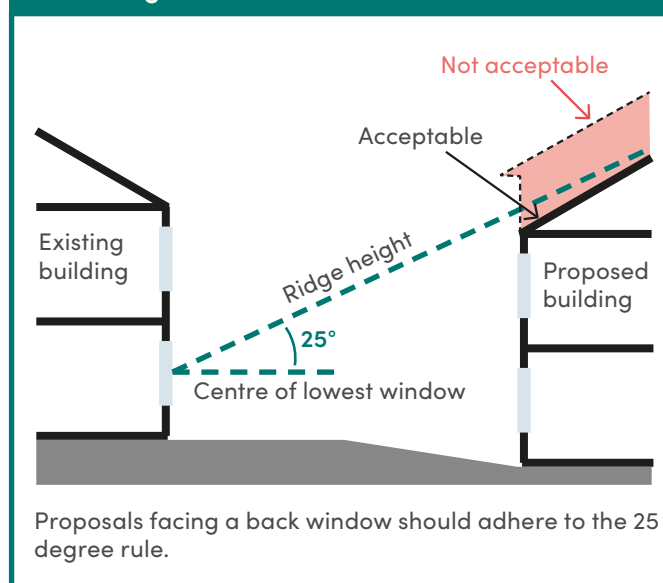 Not acceptable
Acceptable
Existing
building
Ridge height
Proposed
building
25°
Centre of lowest window
Proposals facing a back window should adhere to the 25
degree rule.